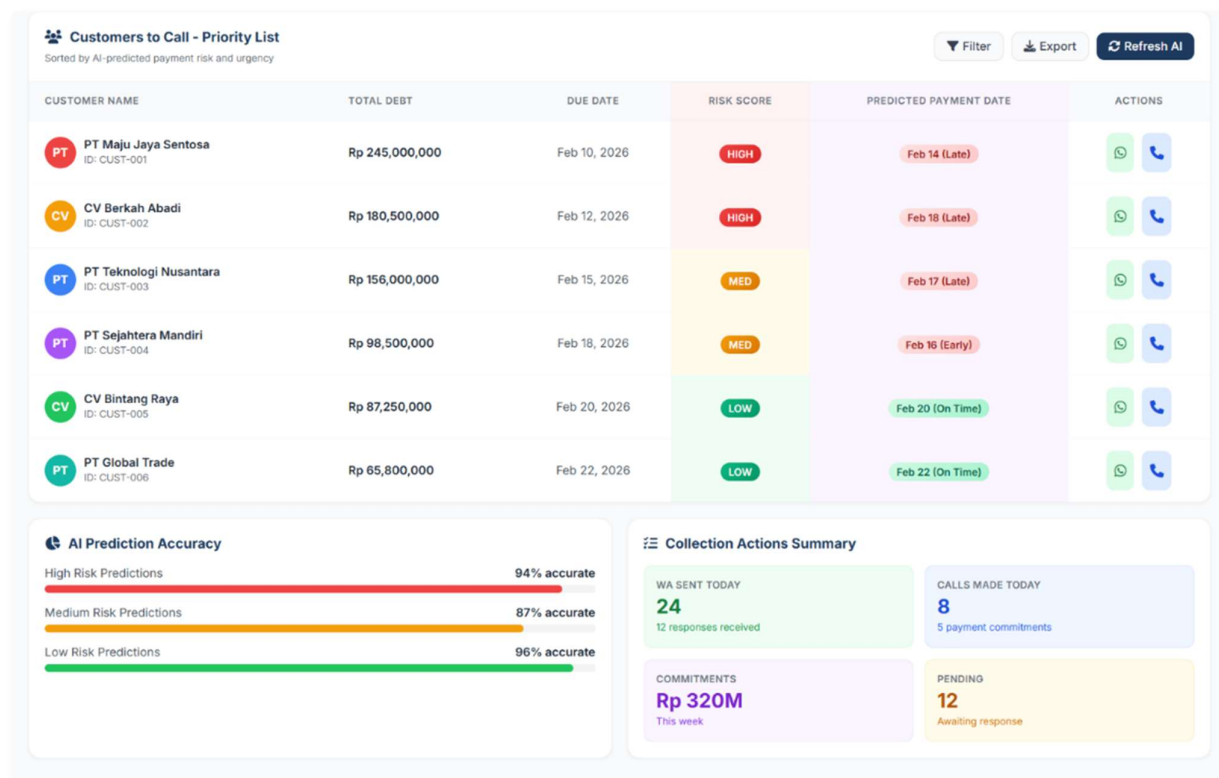 Customers to Call - Priority List
Sorted by AI-predicted payment risk and urgency
Filter
Export
Refresh AI
CUSTOMER NAME TOTAL DEBT DUE DATE RISK SCORE PREDICTED PAYMENT DATE ACTIONS
PT PT Maju Jaya Sentosa Rp 245,000,000 Feb 10, 2026 HIGH Feb 14 (Late)
ID: CUST-001
CV CV Berkah Abadi Rp 180,500,000 Feb 12, 2026 HIGH Feb 18 (Late)
ID: CUST-002
PT PT Teknologi Nusantara Rp 156,000,000 Feb 15, 2026 MED Feb 17 (Late)
ID: CUST-003
PT PT Sejahtera Mandiri Rp 98,500,000 Feb 18, 2026 MED Feb 16 (Early)
ID: CUST-004
CV CV Bintang Raya Rp 87,250,000 Feb 20, 2026 LOW Feb 20 (On Time)
ID: CUST-005
PT PT Global Trade Rp 65,800,000 Feb 22, 2026 LOW Feb 22 (On Time)
ID: CUST-006
AI Prediction Accuracy
High Risk Predictions 94% accurate
Medium Risk Predictions 87% accurate
Low Risk Predictions 96% accurate
Collection Actions Summary
WA SENT TODAY
24
12 responses received
CALLS MADE TODAY
8
5 payment commitments
COMMITMENTS
Rp 320M
This week
PENDING
12
Awaiting response